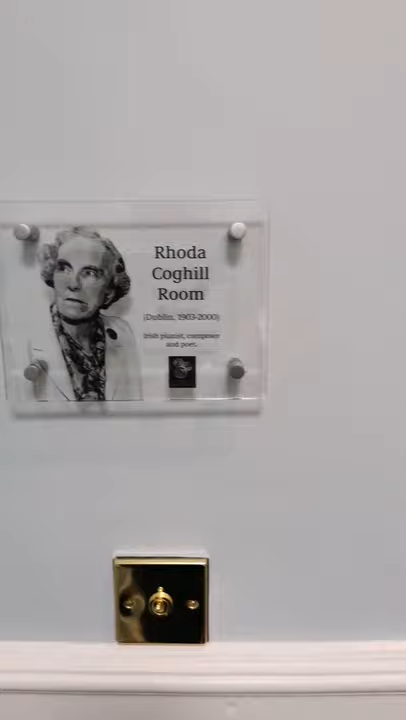 Rhoda
Coghill
Room
(Dublin, 1903-2000)
Irish pianist, composer
and poet.